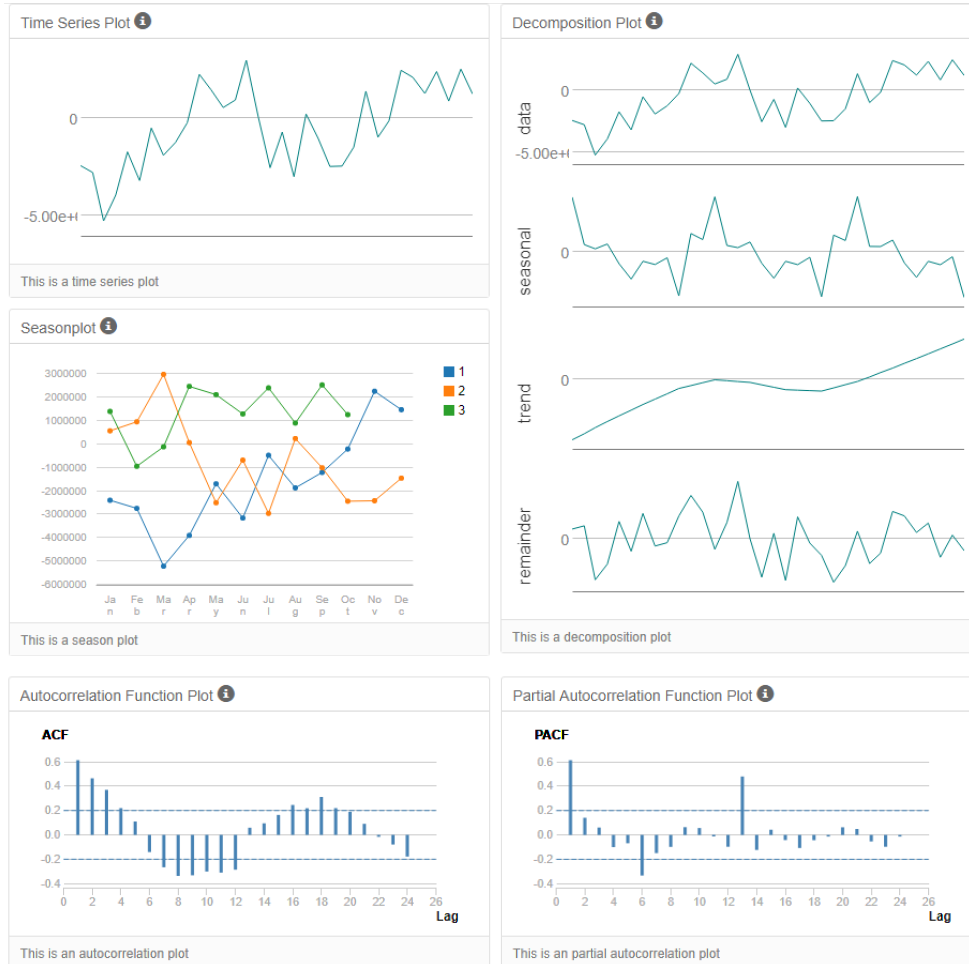 Time Series Plot i
0
-5.00e+(
This is a time series plot
Seasonplot i
3000000
2000000
1000000
0
-1000000
-2000000
-3000000
-4000000
-5000000
-6000000
Ja Fe Ma Apr Ma Jun Ju Au Se Oc No De
n b r y l g p t v c
1
2
3
This is a season plot
Decomposition Plot i
data
0
-5.00e+(
seasonal
0
trend
0
remainder
0
This is a decomposition plot
Autocorrelation Function Plot i
ACF
0.6
0.4
0.2
0.0
-0.2
-0.4
0 2 4 6 8 10 12 14 16 18 20 22 24 26
Lag
This is an autocorrelation plot
Partial Autocorrelation Function Plot i
PACF
0.6
0.4
0.2
0.0
-0.2
-0.4
0 2 4 6 8 10 12 14 16 18 20 22 24 26
Lag
This is an partial autocorrelation plot